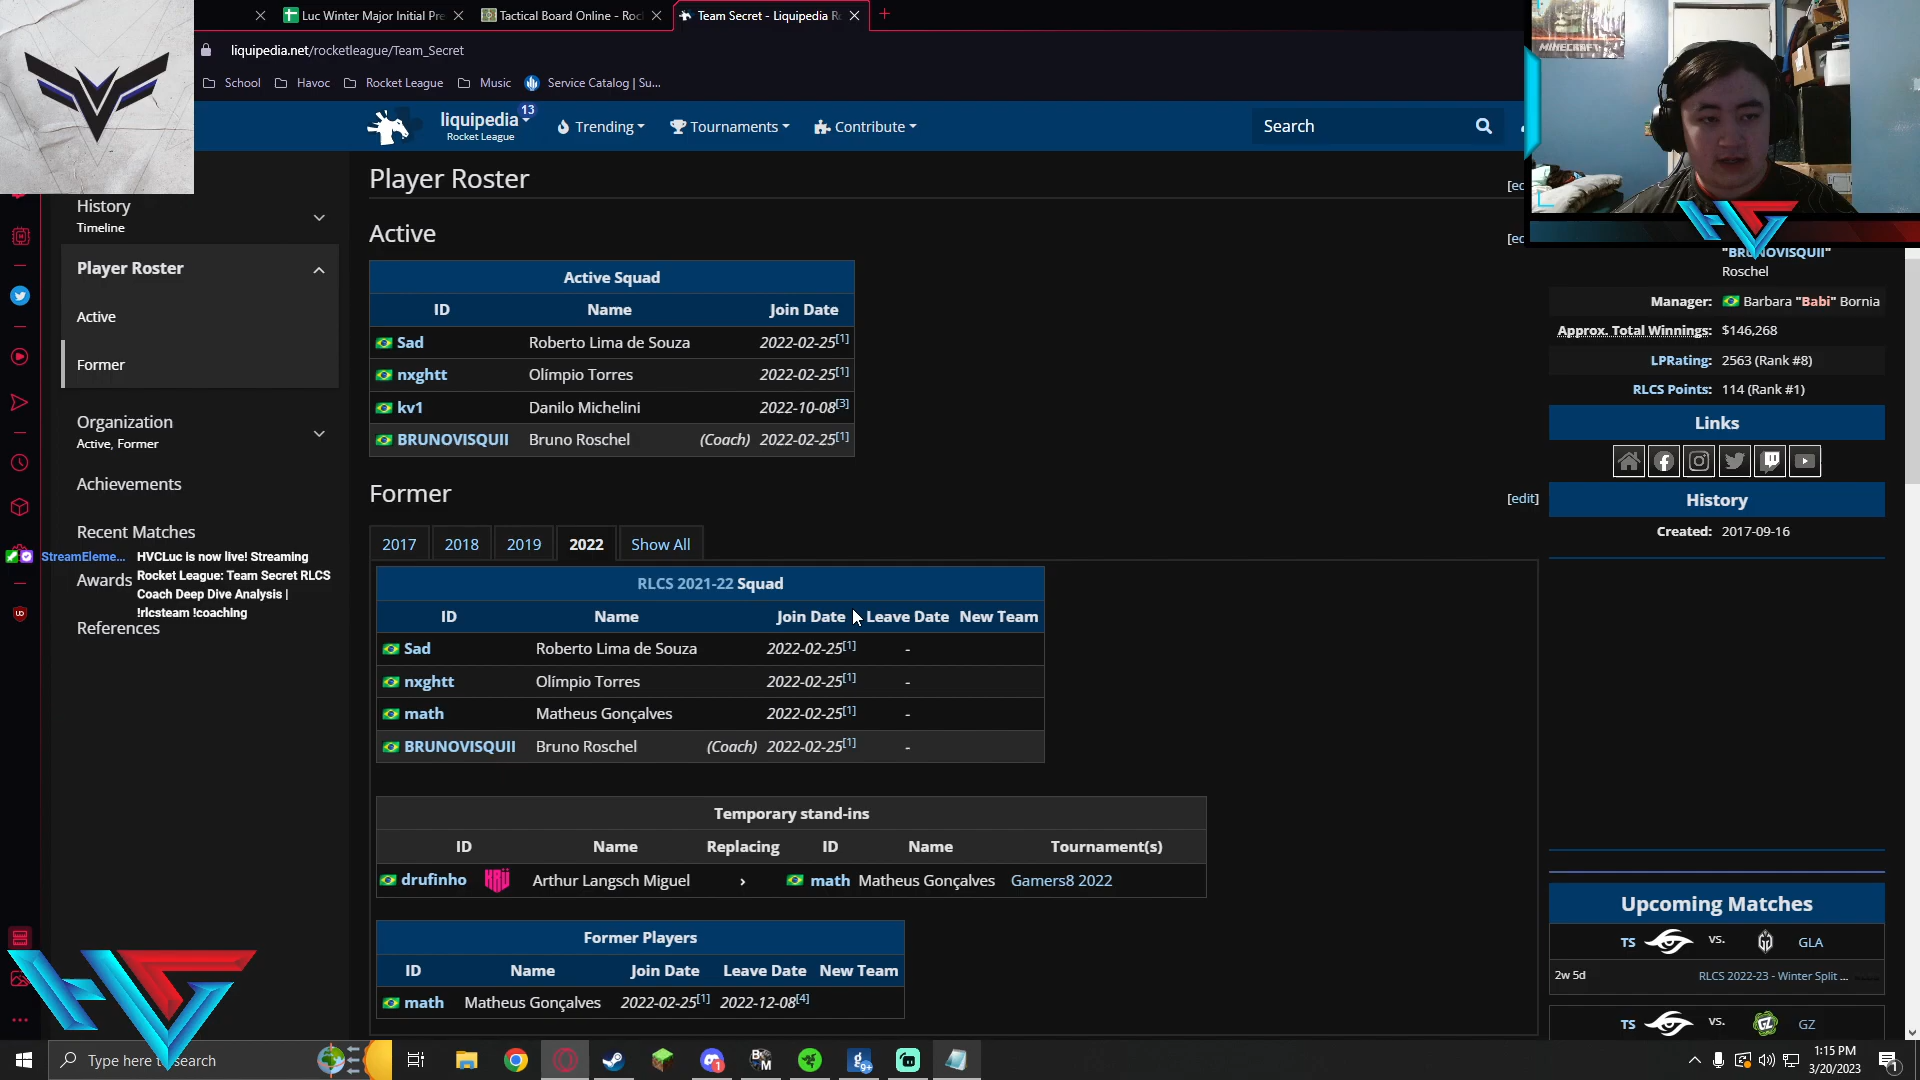 Luc Winter Major Initial Pre
Tactical Board Online - Roc
Team Secret - Liquipedia Ro
liquipedia.net/rocketleague/Team_Secret
School
Havoc
Rocket League
Music
Service Catalog | Su...
MINECRAFT
liquipedia
13
Rocket League
Trending
Tournaments
Contribute
Search
History
Timeline
Player Roster
Active
Former
Organization
Active, Former
Achievements
Recent Matches
Awards
References
StreamEleme...
HVCLuc is now live! Streaming
Rocket League: Team Secret RLCS
Coach Deep Dive Analysis |
!rlcsteam !coaching
Player Roster
Active
Active Squad
ID Name Join Date
Sad Roberto Lima de Souza 2022-02-25[1]
nxghtt Olímpio Torres 2022-02-25[1]
kv1 Danilo Michelini 2022-10-08[3]
BRUNOVISQUII Bruno Roschel (Coach) 2022-02-25[1]
Former
[edit]
2017 2018 2019 2022 Show All
RLCS 2021-22 Squad
ID Name Join Date Leave Date New Team
Sad Roberto Lima de Souza 2022-02-25[1] -
nxghtt Olímpio Torres 2022-02-25[1] -
math Matheus Gonçalves 2022-02-25[1] -
BRUNOVISQUII Bruno Roschel (Coach) 2022-02-25[1] -
Temporary stand-ins
ID Name Replacing ID Name Tournament(s)
drufinho KRÜ Arthur Langsch Miguel › math Matheus Gonçalves Gamers8 2022
Former Players
ID Name Join Date Leave Date New Team
math Matheus Gonçalves 2022-02-25[1] 2022-12-08[4]
"BRUNOVISQUII"
Roschel
Manager: Barbara "Babi" Bornia
Approx. Total Winnings: $146,268
LPRating: 2563 (Rank #8)
RLCS Points: 114 (Rank #1)
Links
History
Created: 2017-09-16
Upcoming Matches
TS vs. GLA
2w 5d RLCS 2022-23 - Winter Split ...
TS vs. GZ
1:15 PM
3/20/2023